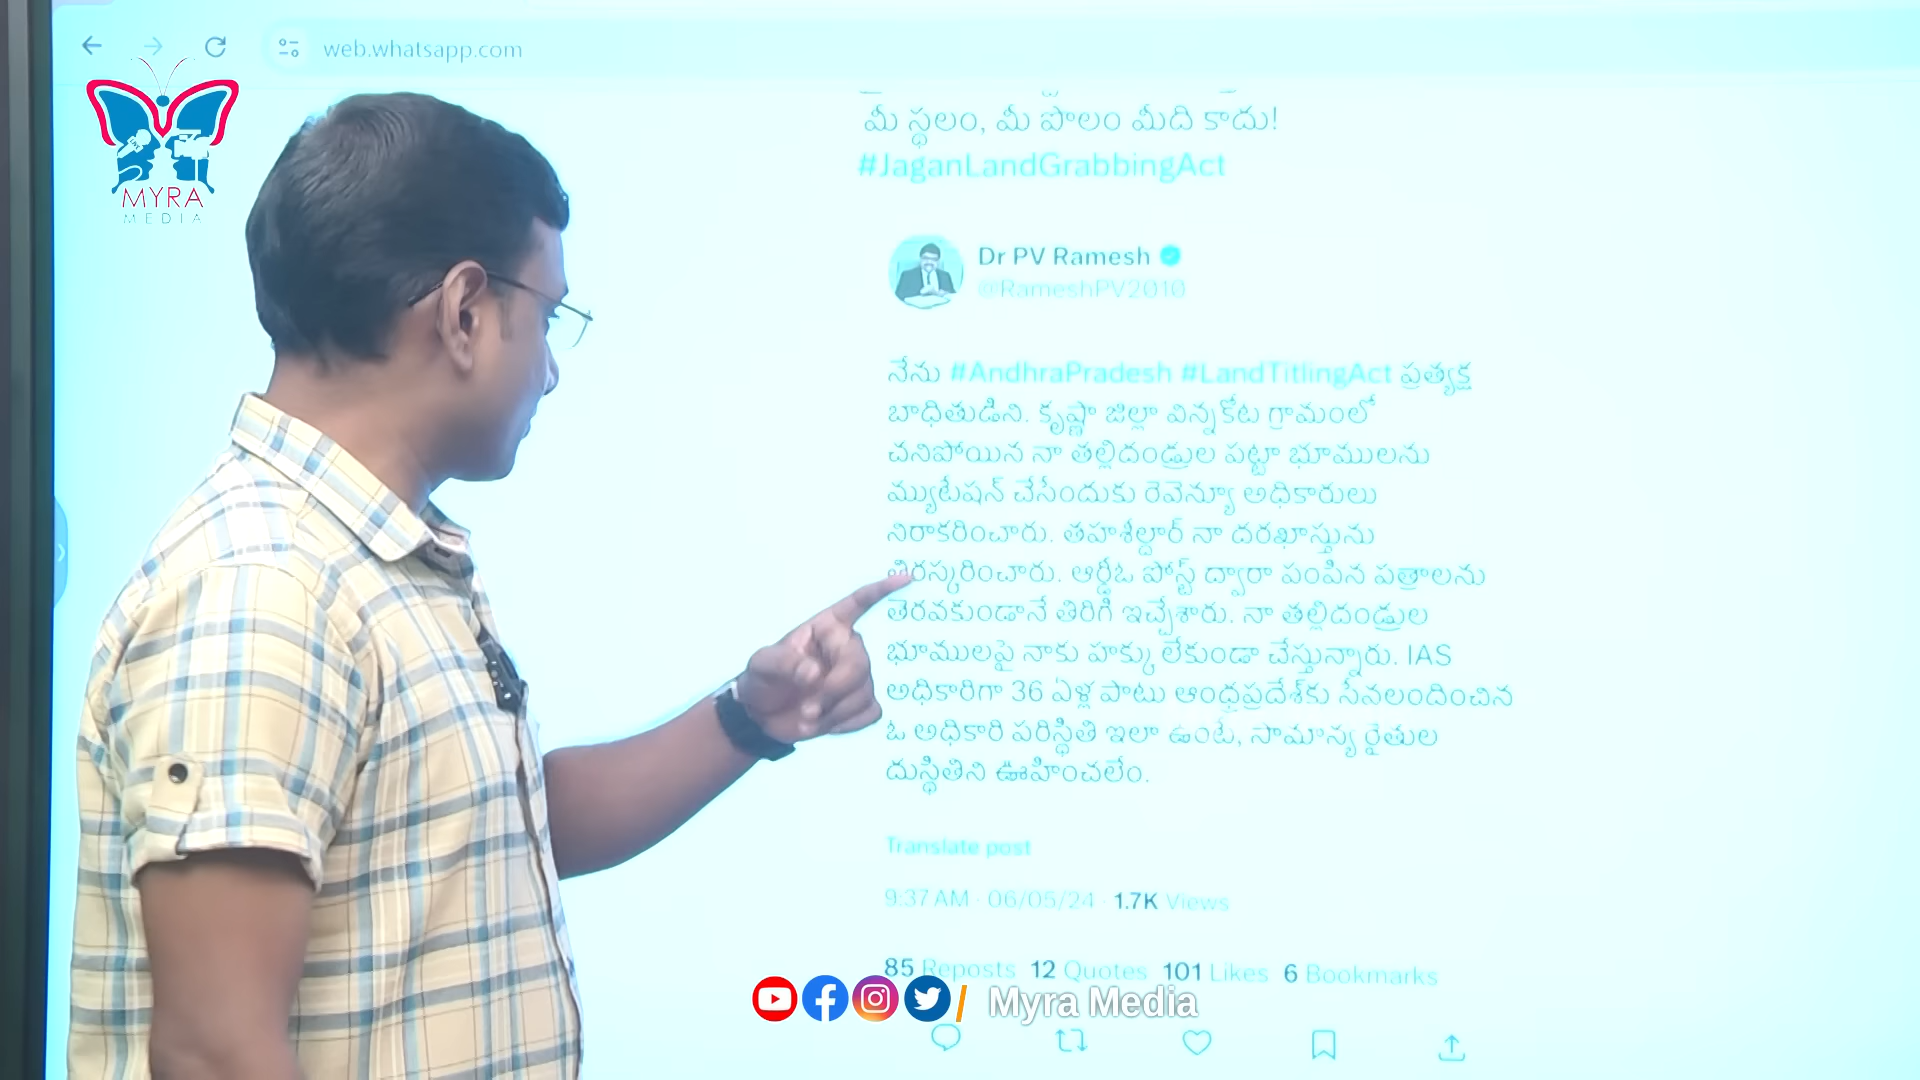 web.whatsapp.com
MYRA
MEDIA
మీ స్థలం, మీ పొలం మీది కాదు!
#JaganLandGrabbingAct
Dr PV Ramesh
@RameshPV2010
నేను #AndhraPradesh #LandTitlingAct ప్రత్యక్ష
బాధితుడిని. కృష్ణా జిల్లా విన్నకోట గ్రామంలో
చనిపోయిన నా తల్లిదండ్రుల పట్టా భూములను
మ్యుటేషన్ చేసేందుకు రెవెన్యూ అధికారులు
నిరాకరించారు. తహశీల్దార్ నా దరఖాస్తును
తిరస్కరించారు. ఆర్డీఓ పోస్ట్ ద్వారా పంపిన పత్రాలను
తెరవకుండానే తిరిగి ఇచ్చేశారు. నా తల్లిదండ్రుల
భూములపై నాకు హక్కు లేకుండా చేస్తున్నారు. IAS
అధికారిగా 36 ఏళ్ల పాటు ఆంధ్రప్రదేశ్‌కు సేవలందించిన
ఓ అధికారి పరిస్థితి ఇలా ఉంటే, సామాన్య రైతుల
దుస్థితిని ఊహించలేం.
Translate post
9:37 AM · 06/05/24 · 1.7K Views
85 Reposts 12 Quotes 101 Likes 6 Bookmarks
/ Myra Media